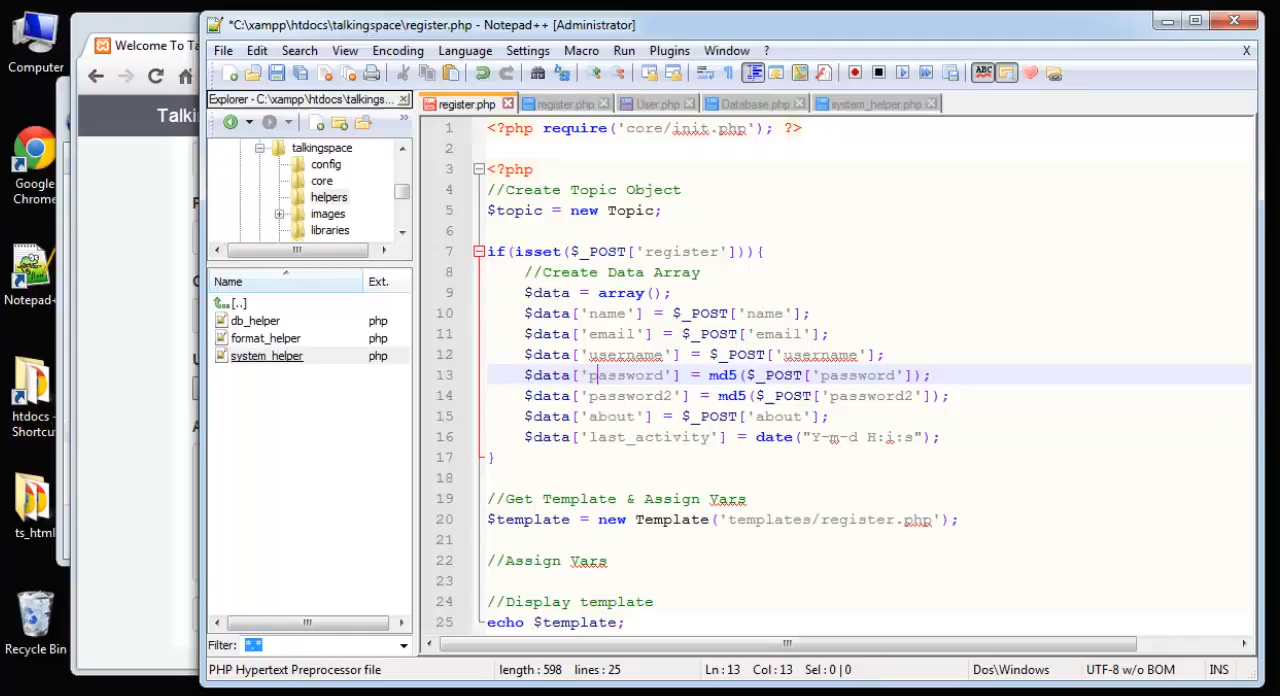 Computer
Google
Chrome
Notepad+
htdocs -
Shortcu
ts_html
Recycle Bin
Welcome To Ta
Talki
*C:\xampp\htdocs\talkingspace\register.php - Notepad++ [Administrator]
File Edit Search View Encoding Language Settings Macro Run Plugins Window ? X
ABC
Explorer - C:\xampp\htdocs\talkings...
talkingspace
config
core
helpers
images
libraries
Name Ext.
[..]
db_helper php
format_helper php
system_helper php
Filter: *.*
register.php register.php User.php Database.php system_helper.php
1 <?php require('core/init.php'); ?>
2
3 <?php
4 //Create Topic Object
5 $topic = new Topic;
6
7 if(isset($_POST['register'])){
8 //Create Data Array
9 $data = array();
10 $data['name'] = $_POST['name'];
11 $data['email'] = $_POST['email'];
12 $data['username'] = $_POST['username'];
13 $data['password'] = md5($_POST['password']);
14 $data['password2'] = md5($_POST['password2']);
15 $data['about'] = $_POST['about'];
16 $data['last_activity'] = date("Y-m-d H:i:s");
17 }
18
19 //Get Template & Assign Vars
20 $template = new Template('templates/register.php');
21
22 //Assign Vars
23
24 //Display template
25 echo $template;
PHP Hypertext Preprocessor file length : 598 lines : 25 Ln : 13 Col : 13 Sel : 0 | 0 Dos\Windows UTF-8 w/o BOM INS